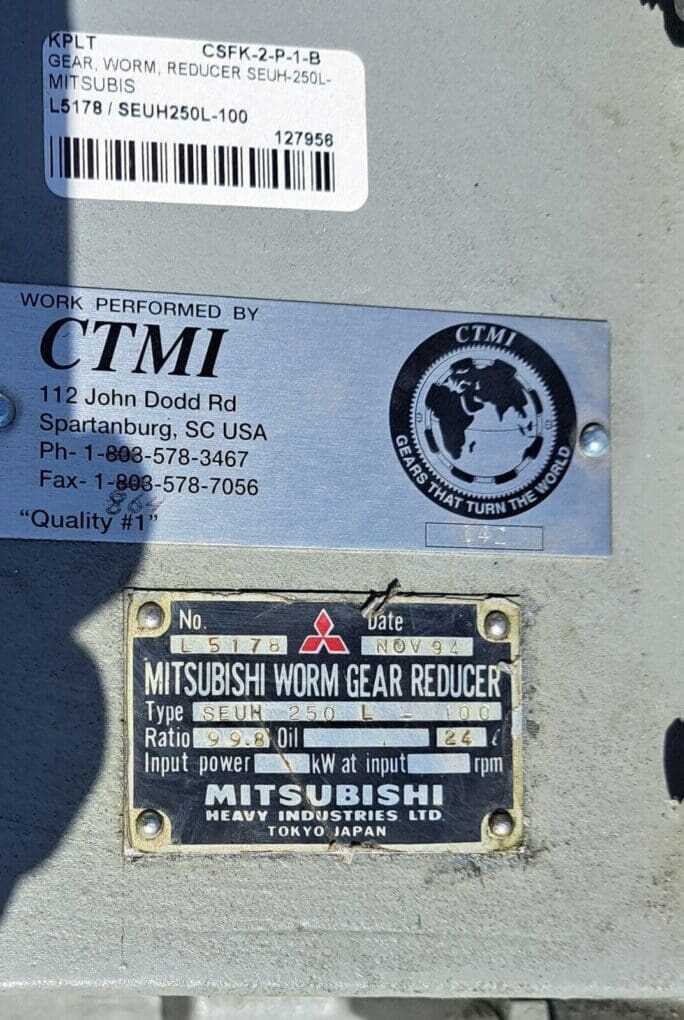 KPLT CSFK-2-P-1-B
GEAR, WORM, REDUCER SEUH-250L-
MITSUBIS
L5178 / SEUH250L-100
127956
WORK PERFORMED BY
CTMI
112 John Dodd Rd
Spartanburg, SC USA
Ph- 1-803-578-3467
Fax- 1-803-578-7056
864
"Quality #1"
CTMI
GEARS THAT TURN THE WORLD
No. Date
L 5178 NOV 94
MITSUBISHI WORM GEAR REDUCER
Type SEUH 250 L - 100
Ratio 99.8 Oil 24 ℓ
Input power kW at input rpm
MITSUBISHI
HEAVY INDUSTRIES LTD
TOKYO JAPAN